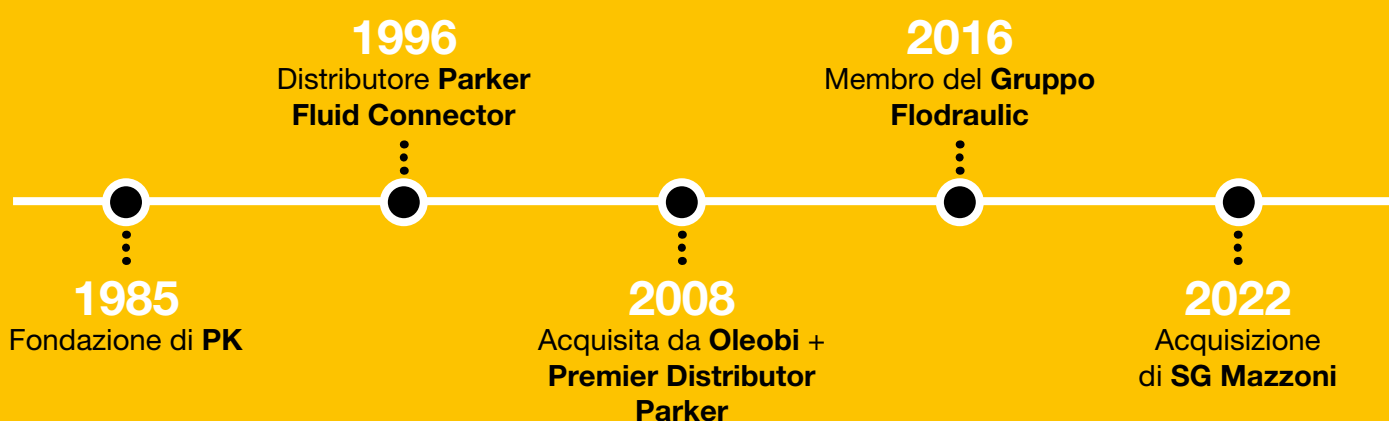 1996
Distributore Parker
Fluid Connector
2016
Membro del Gruppo
Flodraulic
1985
Fondazione di PK
2008
Acquisita da Oleobi +
Premier Distributor
Parker
2022
Acquisizione
di SG Mazzoni